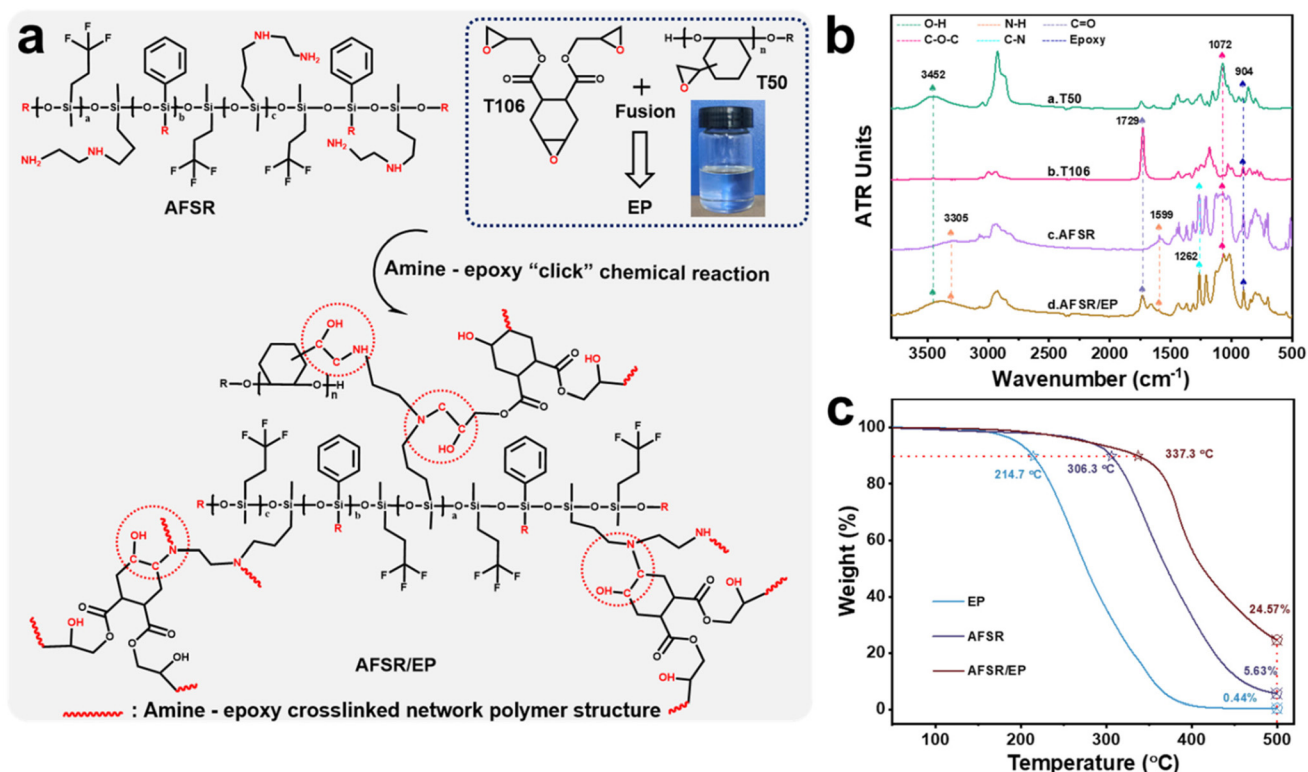 a
AFSR
T106
+
Fusion
T50
EP
Amine - epoxy “click” chemical reaction
AFSR/EP
: Amine - epoxy crosslinked network polymer structure
b
O-H
N-H
C=O
C-O-C
C-N
Epoxy
3452
1072
904
a.T50
1729
b.T106
3305
1599
c.AFSR
1262
d.AFSR/EP
ATR Units
3500 3000 2500 2000 1500 1000 500
Wavenumber (cm-1)
c
100
80
60
40
20
0
Weight (%)
214.7 °C
306.3 °C
337.3 °C
EP
AFSR
AFSR/EP
24.57%
5.63%
0.44%
100 200 300 400 500
Temperature (°C)